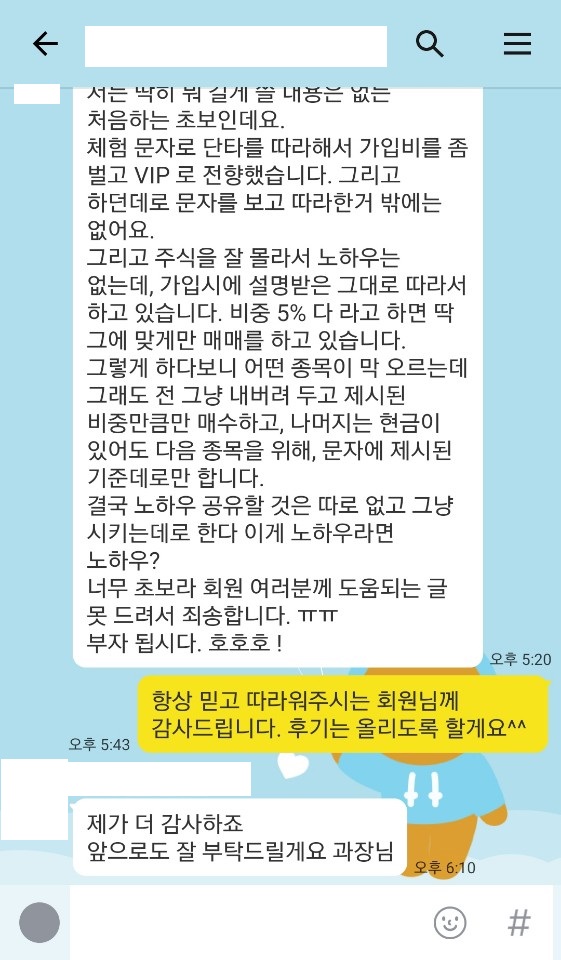 저는 딱히 뭐 길게 쓸 내용은 없는
처음하는 초보인데요.
체험 문자로 단타를 따라해서 가입비를 좀
벌고 VIP 로 전향했습니다. 그리고
하던데로 문자를 보고 따라한거 밖에는
없어요.
그리고 주식을 잘 몰라서 노하우는
없는데, 가입시에 설명받은 그대로 따라서
하고 있습니다. 비중 5% 다 라고 하면 딱
그에 맞게만 매매를 하고 있습니다.
그렇게 하다보니 어떤 종목이 막 오르는데
그래도 전 그냥 내버려 두고 제시된
비중만큼만 매수하고, 나머지는 현금이
있어도 다음 종목을 위해, 문자에 제시된
기준데로만 합니다.
결국 노하우 공유할 것은 따로 없고 그냥
시키는데로 한다 이게 노하우라면
노하우?
너무 초보라 회원 여러분께 도움되는 글
못 드려서 죄송합니다. ㅠㅠ
부자 됩시다. 호호호 !
오후 5:20
항상 믿고 따라워주시는 회원님께
감사드립니다. 후기는 올리도록 할게요^^
오후 5:43
제가 더 감사하죠
앞으로도 잘 부탁드릴게요 과장님
오후 6:10
#